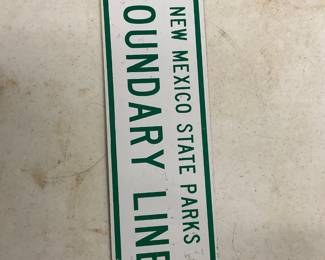 NEW MEXICO STATE PARKS
OUNDARY LINE